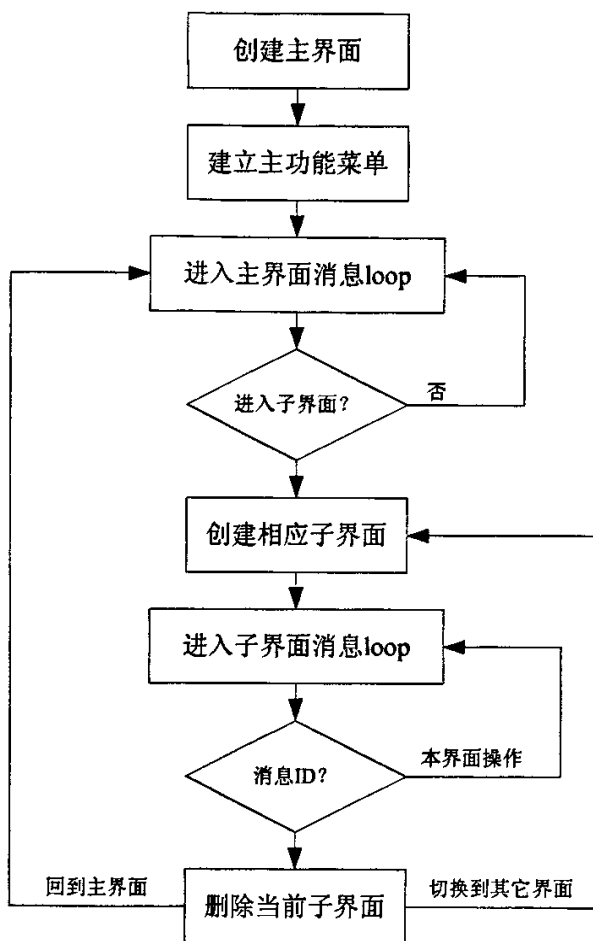 创建主界面
建立主功能菜单
进入主界面消息loop
进入子界面?
否
创建相应子界面
进入子界面消息loop
消息ID?
本界面操作
回到主界面
删除当前子界面
切换到其它界面